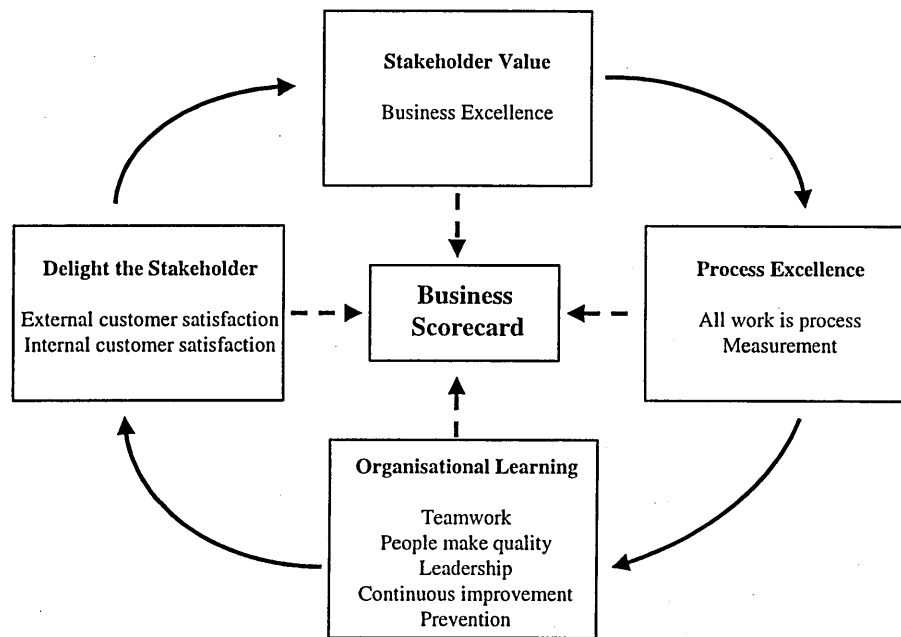 Stakeholder Value
Business Excellence
Delight the Stakeholder
External customer satisfaction
Internal customer satisfaction
Business
Scorecard
Process Excellence
All work is process
Measurement
Organisational Learning
Teamwork
People make quality
Leadership
Continuous improvement
Prevention